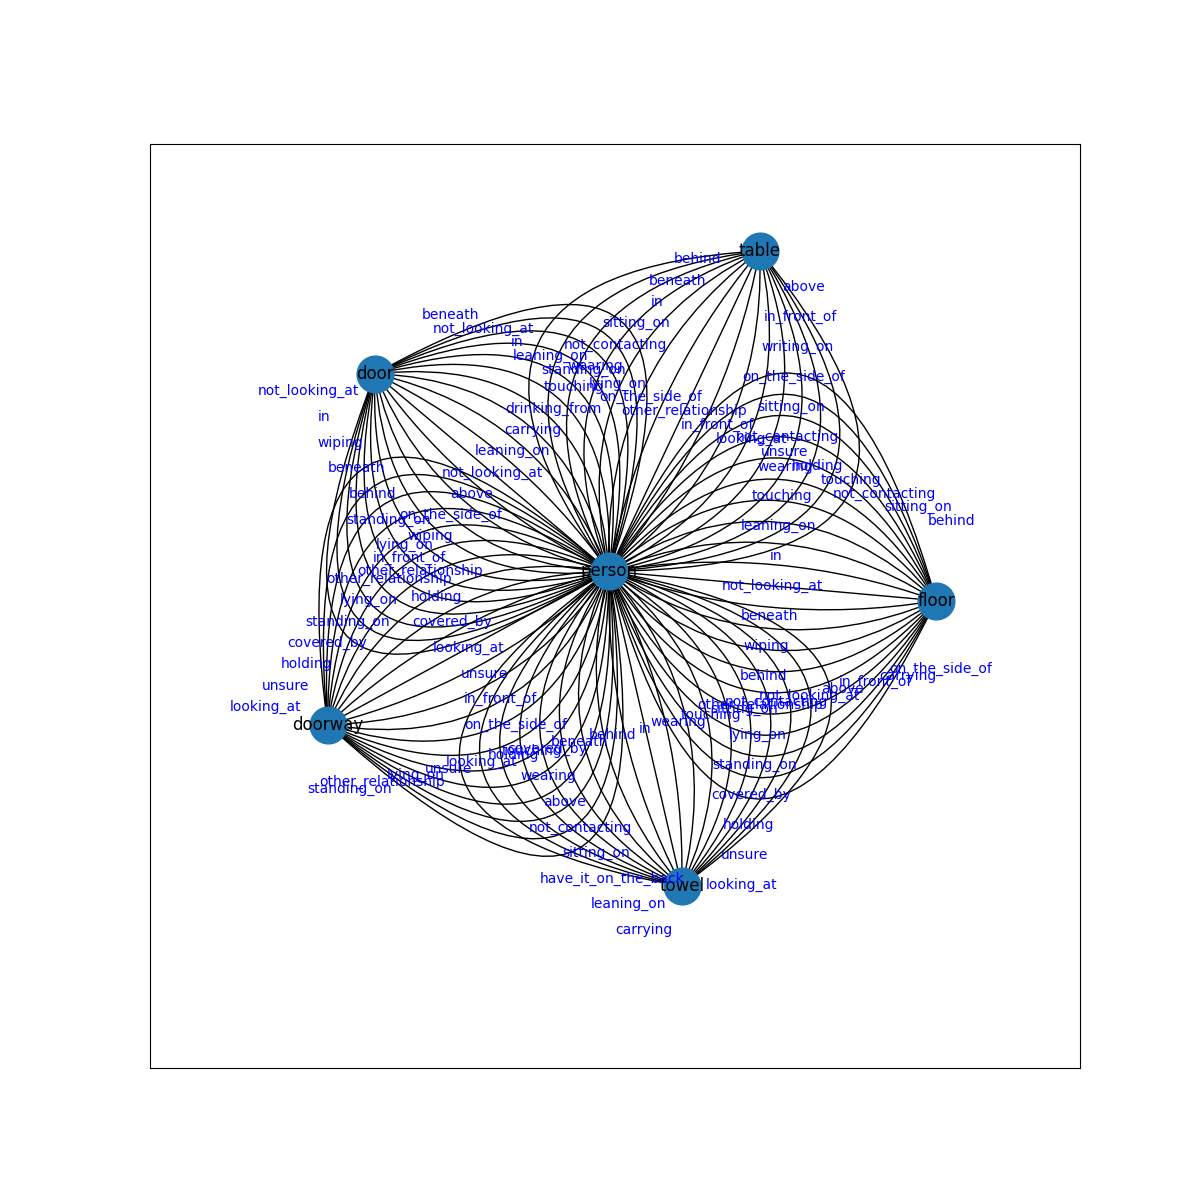 table
behind
beneath
above
in
beneath
in_front_of
sitting_on
not_looking_at
in
not_contacting
writing_on
leaning_on
wearing
standing_on
door
on_the_side_of
lying_on
touching
not_looking_at
on_the_side_of
sitting_on
drinking_from
other_relationship
in
in_front_of
carrying
looking_at
not_contacting
wiping
leaning_on
unsure
beneath
wearing
holding
not_looking_at
touching
behind
above
touching
not_contacting
sitting_on
standing_on
on_the_side_of
behind
leaning_on
wiping
lying_on
in_front_of
in
other_relationship
person
other_relationship
not_looking_at
lying_on
holding
floor
standing_on
covered_by
beneath
covered_by
looking_at
wiping
holding
unsure
behind
on_the_side_of
carrying
unsure
in_front_of
above
looking_at
in_front_of
not_looking_at
not_contacting
other_relationship
sitting_on
touching
doorway
on_the_side_of
wearing
in
behind
lying_on
beneath
covered_by
touching
holding
looking_at
unsure
standing_on
lying_on
wearing
other_relationship
standing_on
covered_by
above
not_contacting
holding
sitting_on
unsure
have_it_on_the_back
towel
looking_at
leaning_on
carrying